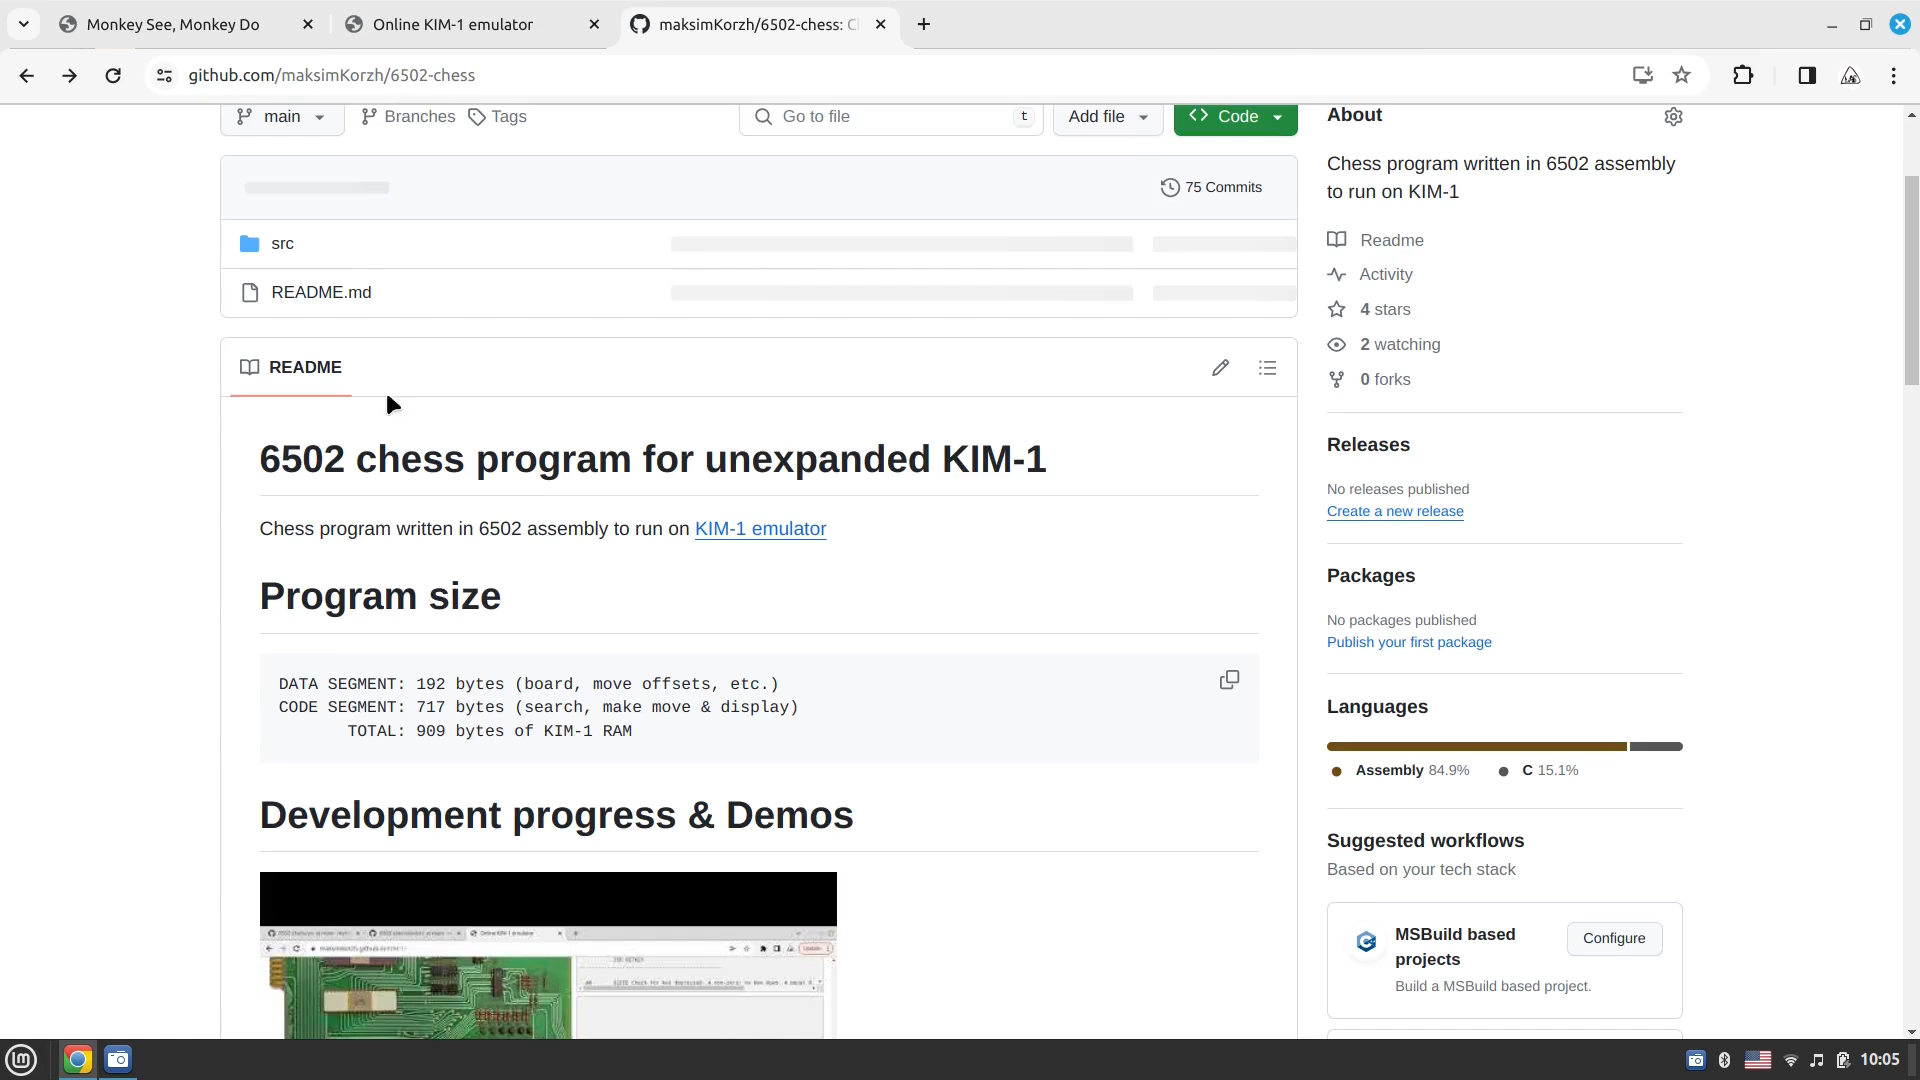 Monkey See, Monkey Do
Online KIM-1 emulator
maksimKorzh/6502-chess: C
github.com/maksimKorzh/6502-chess
main
Branches
Tags
Go to file
t
Add file
Code
75 Commits
src
README.md
README
6502 chess program for unexpanded KIM-1
Chess program written in 6502 assembly to run on KIM-1 emulator
Program size
DATA SEGMENT: 192 bytes (board, move offsets, etc.)
CODE SEGMENT: 717 bytes (search, make move & display)
TOTAL: 909 bytes of KIM-1 RAM
Development progress & Demos
About
Chess program written in 6502 assembly
to run on KIM-1
Readme
Activity
4 stars
2 watching
0 forks
Releases
No releases published
Create a new release
Packages
No packages published
Publish your first package
Languages
Assembly 84.9%
C 15.1%
Suggested workflows
Based on your tech stack
MSBuild based
projects
Configure
Build a MSBuild based project.
10:05